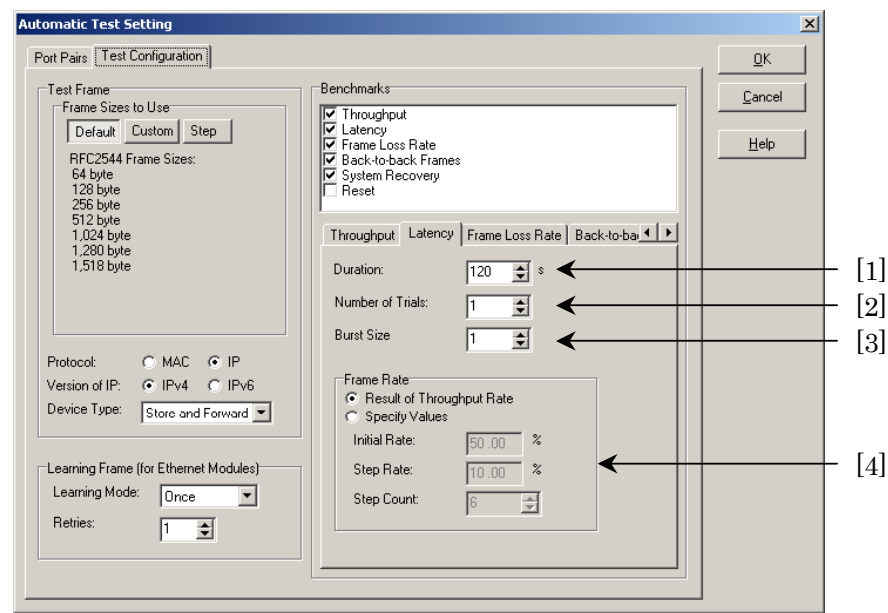 Automatic Test Setting
Port Pairs Test Configuration
OK
Cancel
Help
Test Frame
Frame Sizes to Use
Default Custom Step
RFC2544 Frame Sizes:
64 byte
128 byte
256 byte
512 byte
1,024 byte
1,280 byte
1,518 byte
Protocol: MAC IP
Version of IP: IPv4 IPv6
Device Type: Store and Forward
Learning Frame (for Ethernet Modules)
Learning Mode: Once
Retries: 1
Benchmarks
Throughput
Latency
Frame Loss Rate
Back-to-back Frames
System Recovery
Reset
Throughput Latency Frame Loss Rate Back-to-ba
Duration: 120 s [1]
Number of Trials: 1 [2]
Burst Size 1 [3]
Frame Rate
Result of Throughput Rate
Specify Values
Initial Rate: 50.00 %
Step Rate: 10.00 % [4]
Step Count: 6